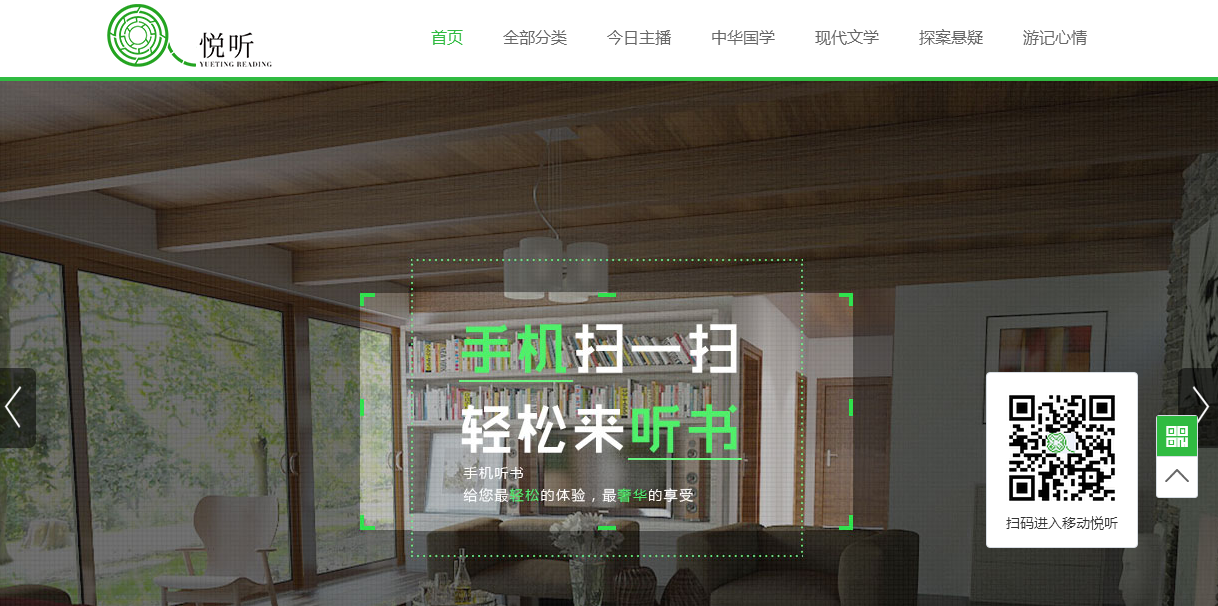 悦听
YUETING READING
首页 全部分类 今日主播 中华国学 现代文学 探案悬疑 游记心情
手机扫一扫
轻松来听书
手机听书
给您最轻松的体验，最奢华的享受
扫码进入移动悦听